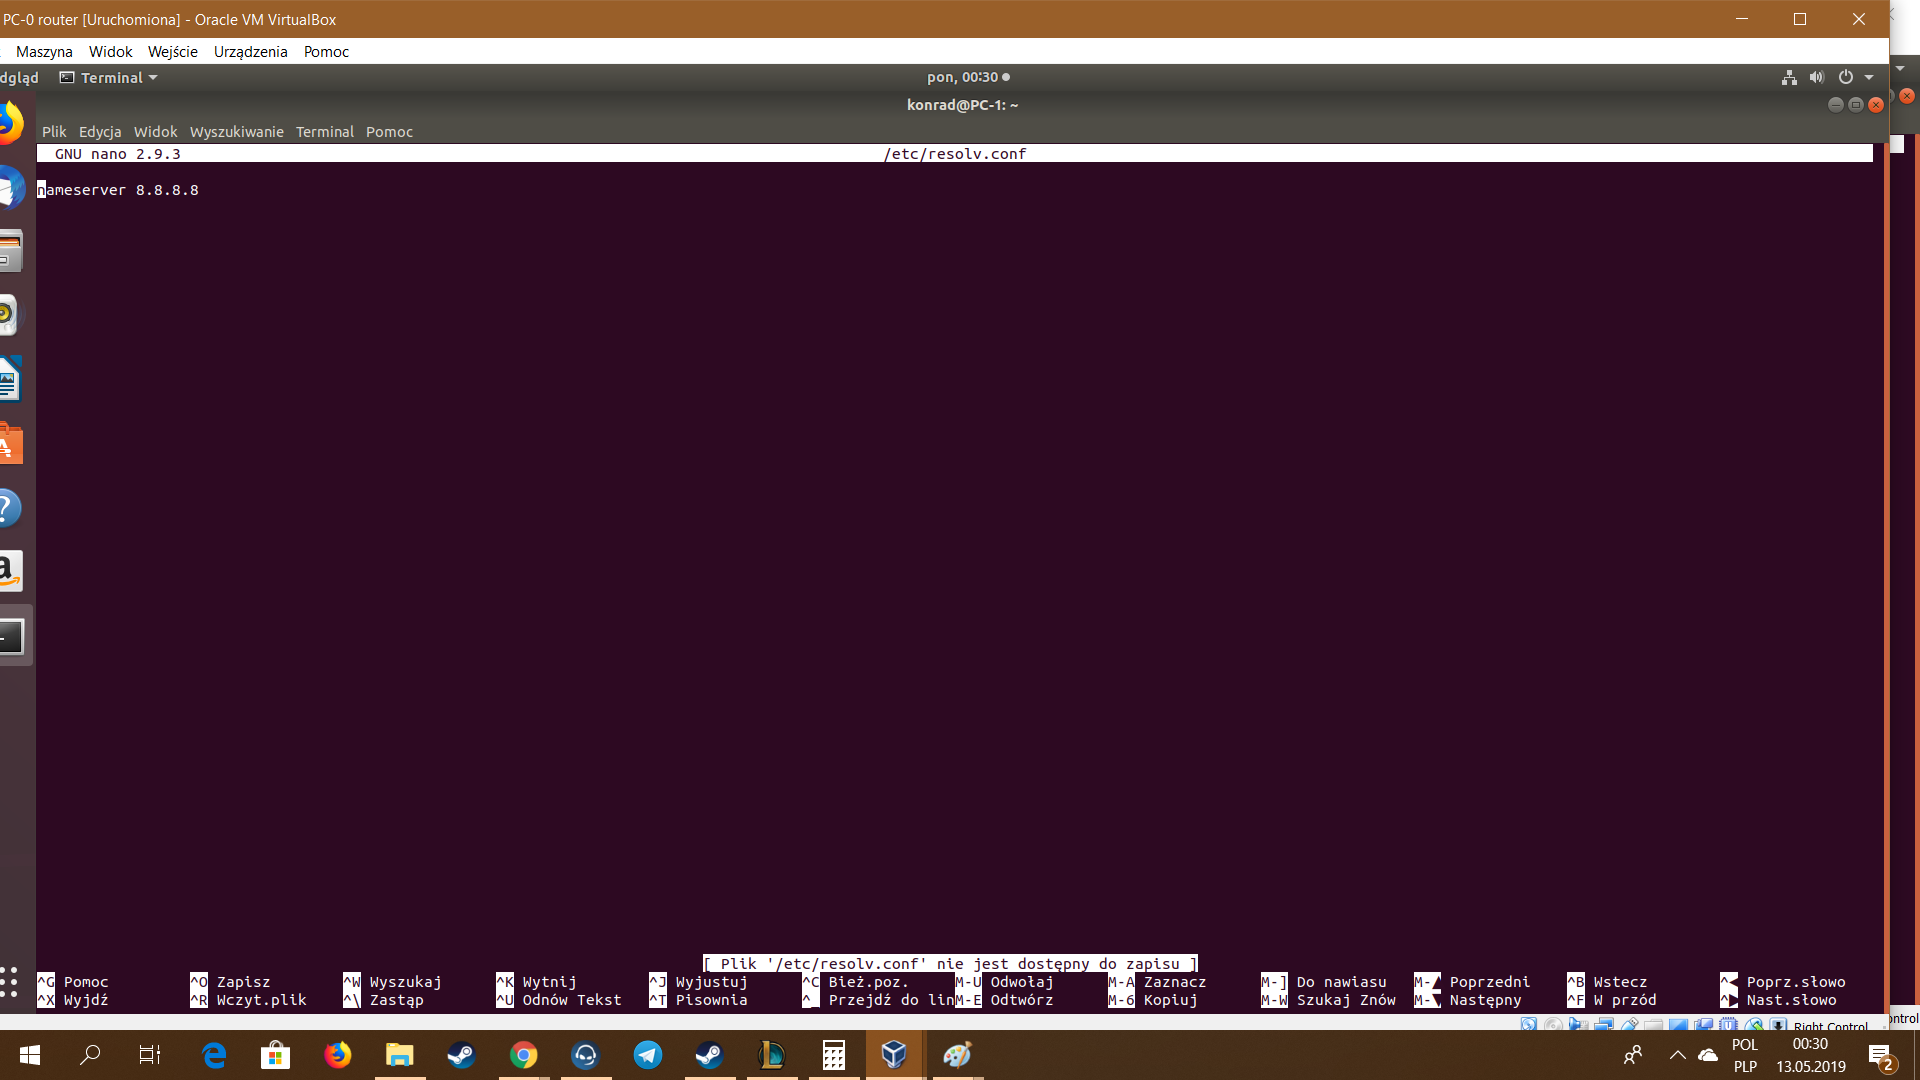 PC-0 router [Uruchomiona] - Oracle VM VirtualBox
Maszyna Widok Wejście Urządzenia Pomoc
dgląd Terminal pon, 00:30
konrad@PC-1: ~
Plik Edycja Widok Wyszukiwanie Terminal Pomoc
GNU nano 2.9.3 /etc/resolv.conf
nameserver 8.8.8.8
[ Plik '/etc/resolv.conf' nie jest dostępny do zapisu ]
^G Pomoc ^O Zapisz ^W Wyszukaj ^K Wytnij ^J Wyjustuj ^C Bież.poz. M-U Odwołaj M-A Zaznacz M-] Do nawiasu M-▲ Poprzedni ^B Wstecz ^◀ Poprz.słowo
^X Wyjdź ^R Wczyt.plik ^\ Zastąp ^U Odnów Tekst ^T Pisownia ^_ Przejdź do lin M-E Odtwórz M-6 Kopiuj M-W Szukaj Znów M-▼ Następny ^F W przód ^▶ Nast.słowo
Right Control
ontrol
POL 00:30
PLP 13.05.2019
2